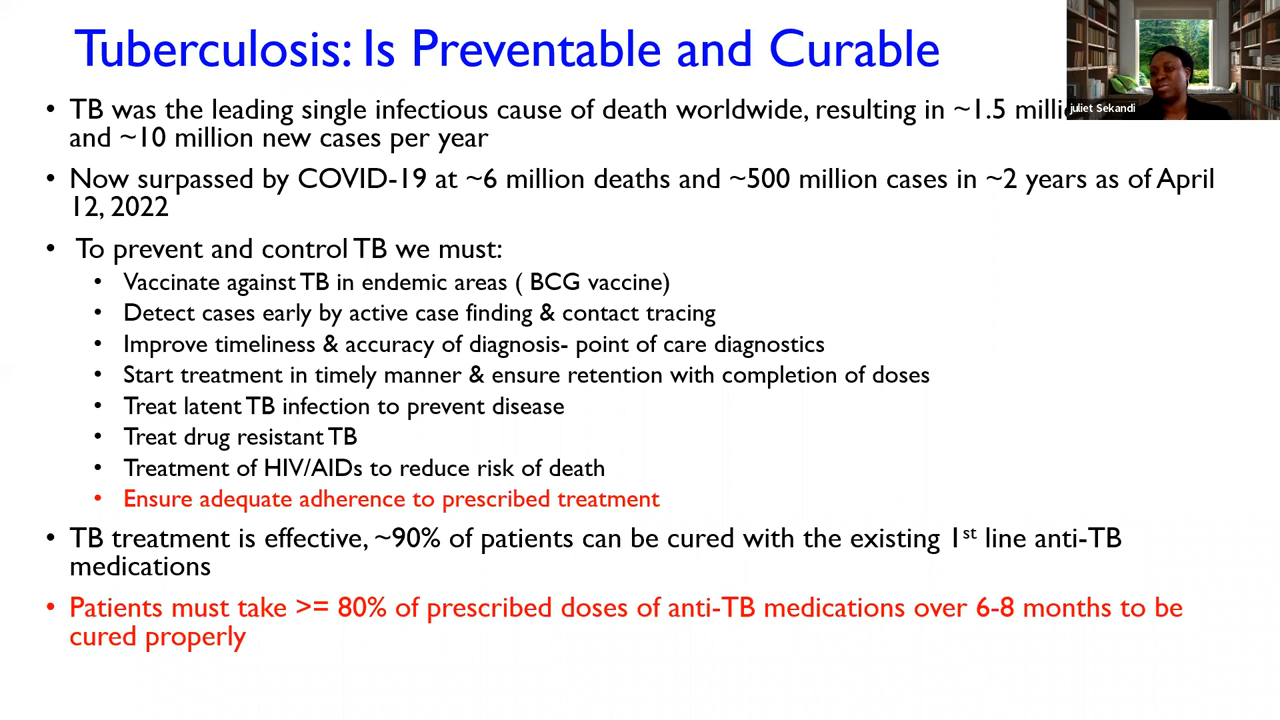 Tuberculosis: Is Preventable and Curable
juliet Sekandi
• TB was the leading single infectious cause of death worldwide, resulting in ~1.5
and ~10 million new cases per year
• Now surpassed by COVID-19 at ~6 million deaths and ~500 million cases in ~2 years as of April
12, 2022
• To prevent and control TB we must:
• Vaccinate against TB in endemic areas ( BCG vaccine)
• Detect cases early by active case finding & contact tracing
• Improve timeliness & accuracy of diagnosis- point of care diagnostics
• Start treatment in timely manner & ensure retention with completion of doses
• Treat latent TB infection to prevent disease
• Treat drug resistant TB
• Treatment of HIV/AIDs to reduce risk of death
• Ensure adequate adherence to prescribed treatment
• TB treatment is effective, ~90% of patients can be cured with the existing 1st line anti-TB
medications
• Patients must take >= 80% of prescribed doses of anti-TB medications over 6-8 months to be
cured properly